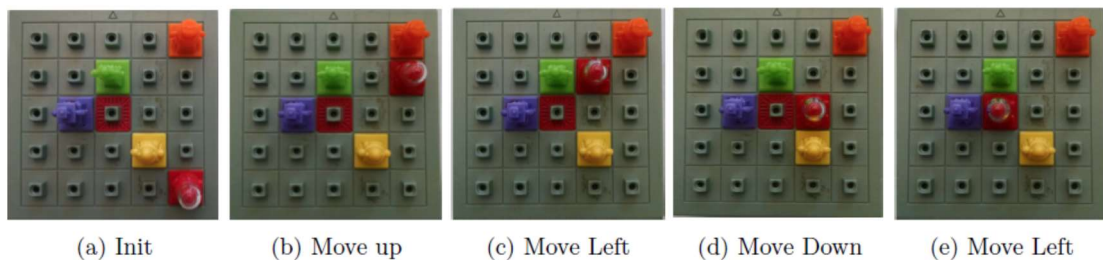 (a) Init
(b) Move up
(c) Move Left
(d) Move Down
(e) Move Left